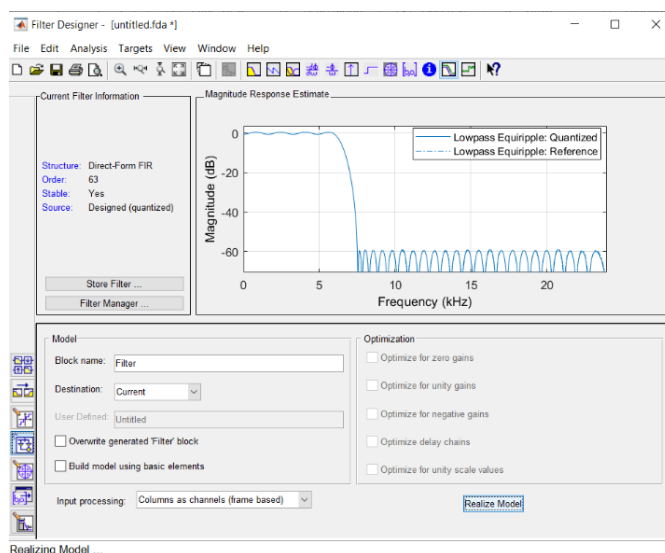 Filter Designer - [untitled.fda *]
File Edit Analysis Targets View Window Help
Current Filter Information
Structure: Direct-Form FIR
Order: 63
Stable: Yes
Source: Designed (quantized)
Store Filter ...
Filter Manager ...
Magnitude Response Estimate
Lowpass Equiripple: Quantized
Lowpass Equiripple: Reference
Magnitude (dB)
0
-20
-40
-60
0 5 10 15 20
Frequency (kHz)
Model
Block name: Filter
Destination: Current
User Defined: Untitled
Overwrite generated 'Filter' block
Build model using basic elements
Input processing: Columns as channels (frame based)
Optimization
Optimize for zero gains
Optimize for unity gains
Optimize for negative gains
Optimize delay chains
Optimize for unity scale values
Realize Model
Realizing Model ...